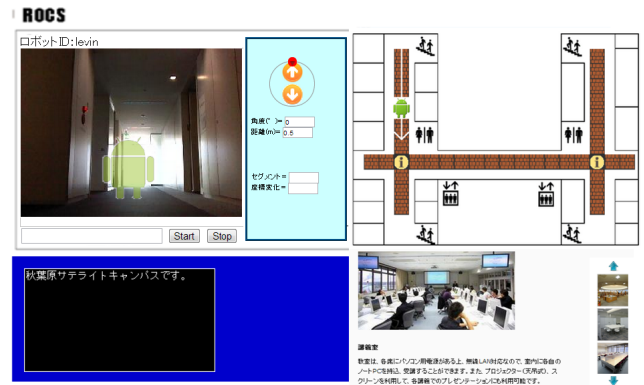 ROCS
ロボットID:levin
角度(°)= 0
距離(m)= 0.5
セグメント=
座標変化=
Start Stop
秋葉原サテライトキャンパスです。
講義室
教室は、各席にパソコン用電源がある上、無線LAN対応なので、室内に各自の
ノートPCを持込、受講することができます。また、プロジェクター(天吊式)、ス
クリーンを利用して、各講義でのプレゼンテーションにも利用可能です。